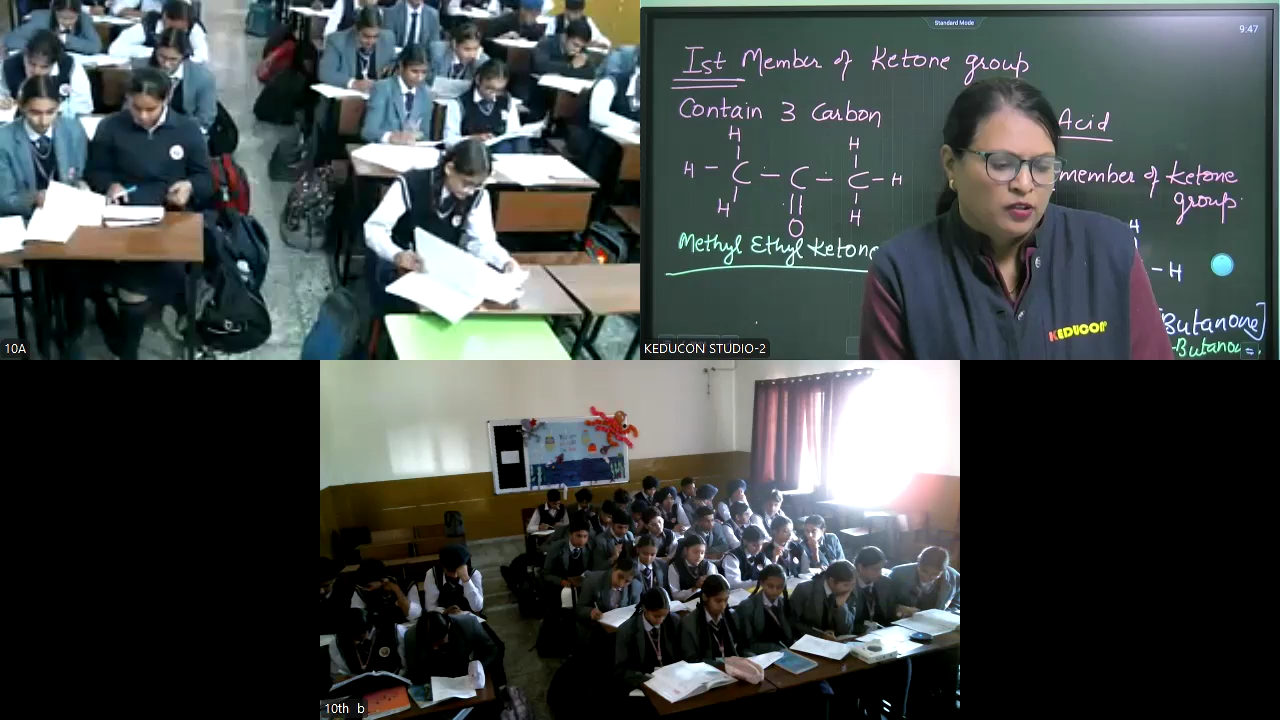 Standard Mode
9:47
Ist Member of Ketone group
Contain 3 Carbon
Acid
member of Ketone
group.
H
H
H – C – C – C – H
H
O
H
Methyl Ethyl Ketone
– H
Butanone]
KEDUCON
10A
KEDUCON STUDIO-2
10th b